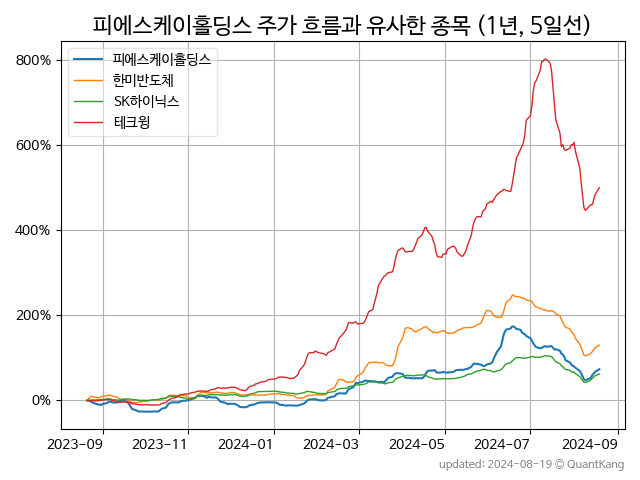 피에스케이홀딩스 주가 흐름과 유사한 종목 (1년, 5일선)
피에스케이홀딩스
한미반도체
SK하이닉스
테크윙
800%
600%
400%
200%
0%
2023-09 2023-11 2024-01 2024-03 2024-05 2024-07 2024-09
updated: 2024-08-19 © QuantKang